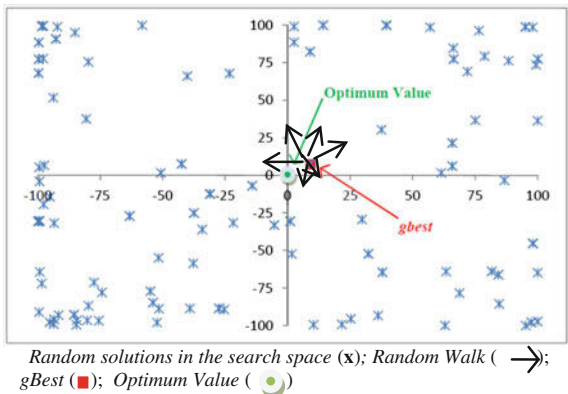 100
75
50
Optimum Value
25
0
-100 -75 -50 -25 0 25 50 75 100
-25
gbest
-50
-75
-100
Random solutions in the search space (x); Random Walk ( );
gBest ( ); Optimum Value ( )